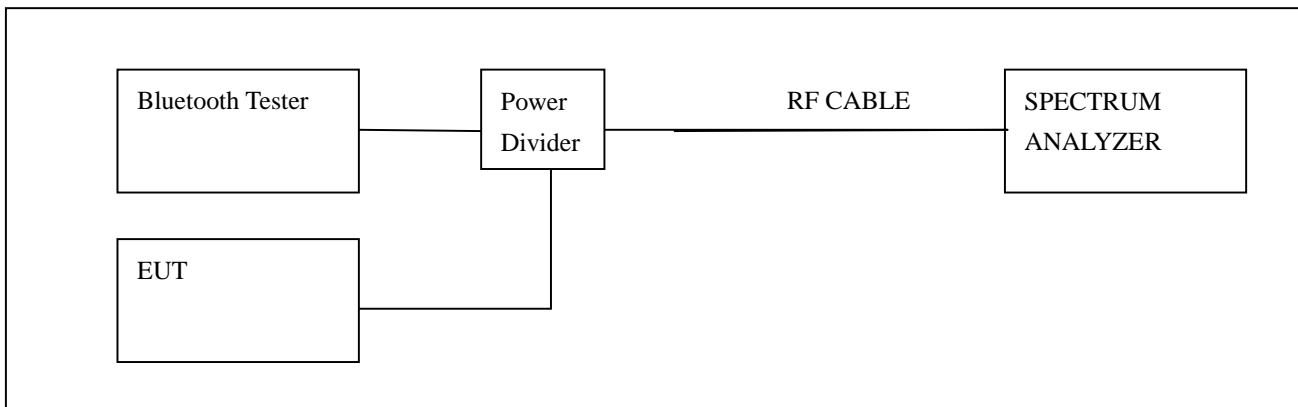 Bluetooth Tester
Power
Divider
RF CABLE
SPECTRUM
ANALYZER
EUT